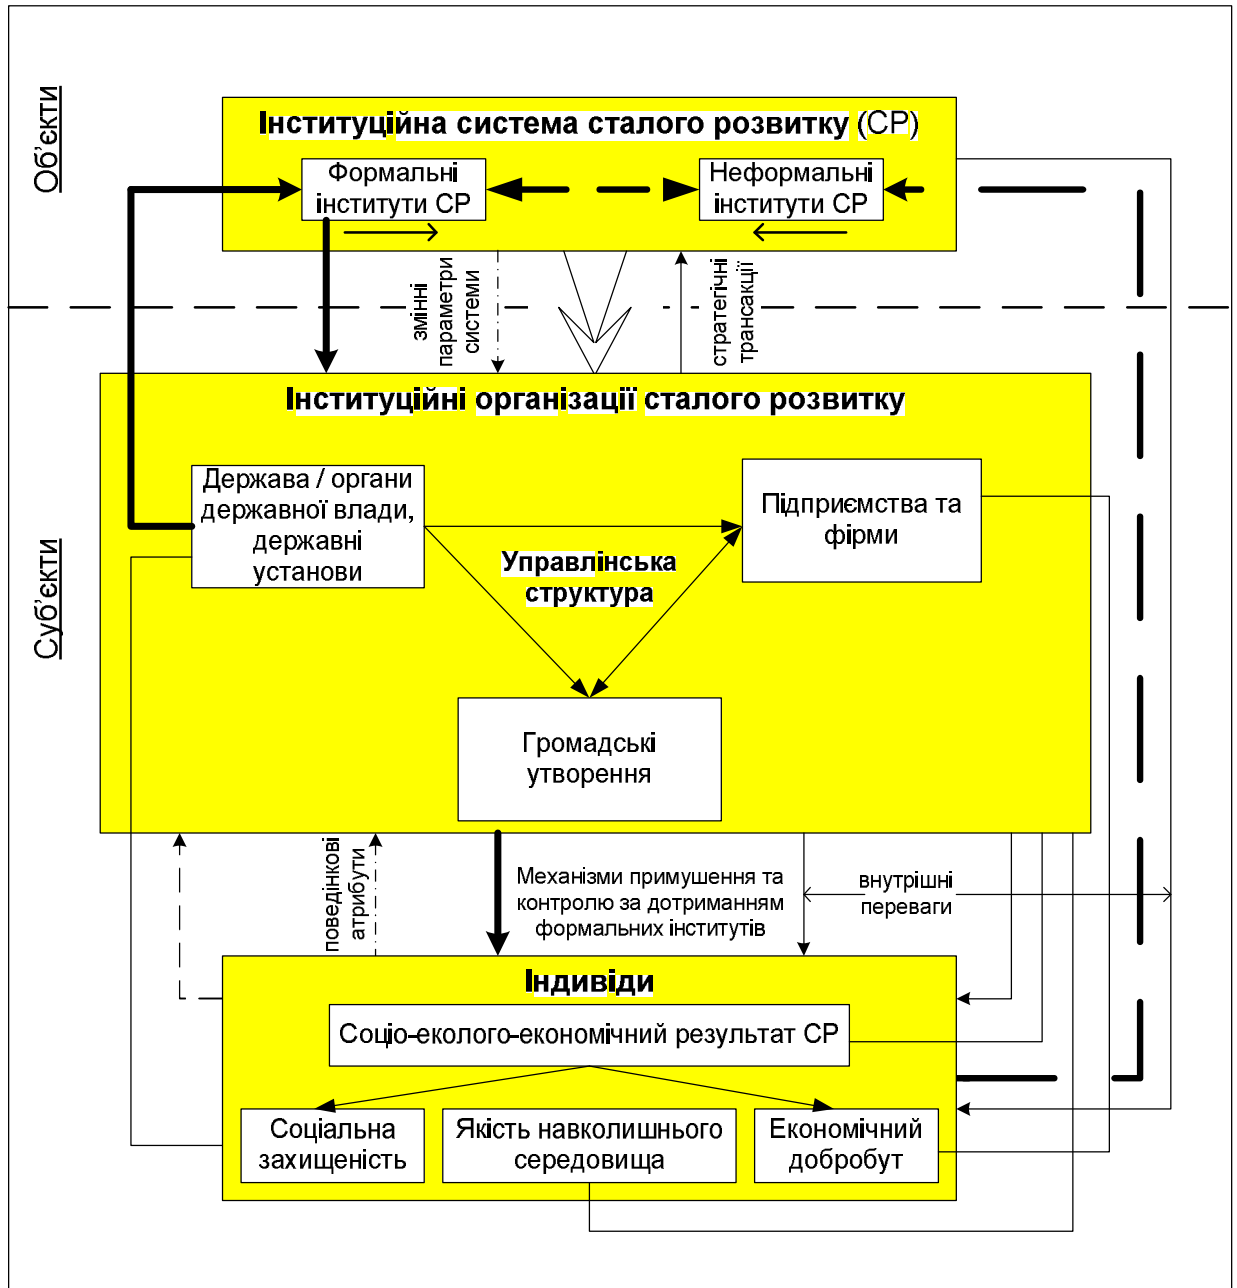 Об'єкти
Інституційна система сталого розвитку (СР)
Формальні
інститути СР
Неформальні
інститути СР
змінні
параметри
системи
стратегічні
трансакції
Суб'єкти
Інституційні організації сталого розвитку
Держава / органи
державної влади,
державні
установи
Підприємства та
фірми
Управлінська
структура
Громадські
утворення
поведінкові
атрибути
Механізми примушення та
контролю за дотриманням
формальних інститутів
внутрішні
переваги
Індивіди
Соціо-еколого-економічний результат СР
Соціальна
захищеність
Якість навколишнього
середовища
Економічний
добробут